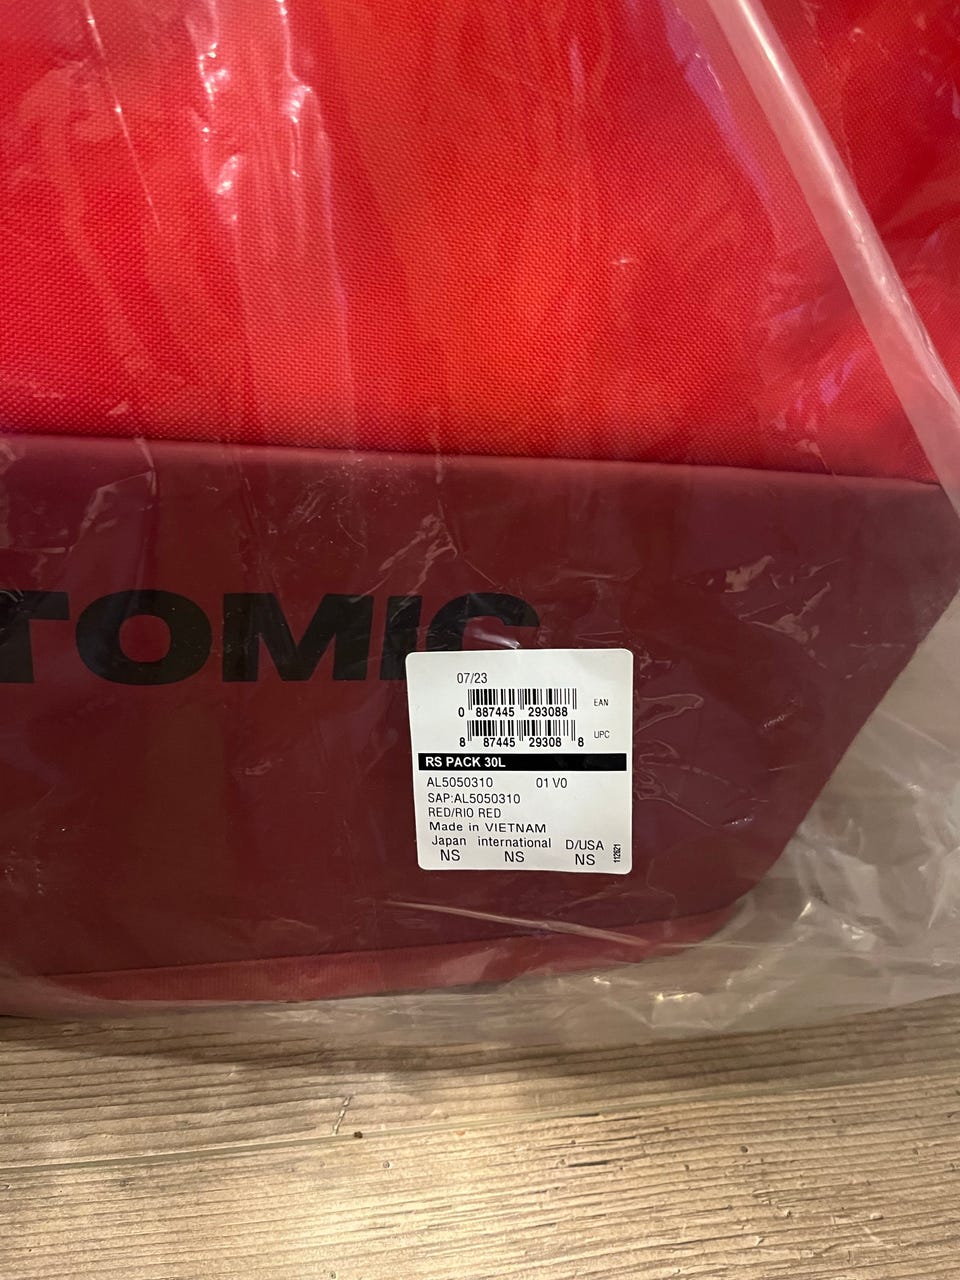 TOMIC
07/23
EAN
0 887445 293088
UPC
8 87445 29308 8
RS PACK 30L
AL5050310 01 V0
SAP:AL5050310
RED/RIO RED
Made in VIETNAM
Japan international D/USA
NS NS NS
112621